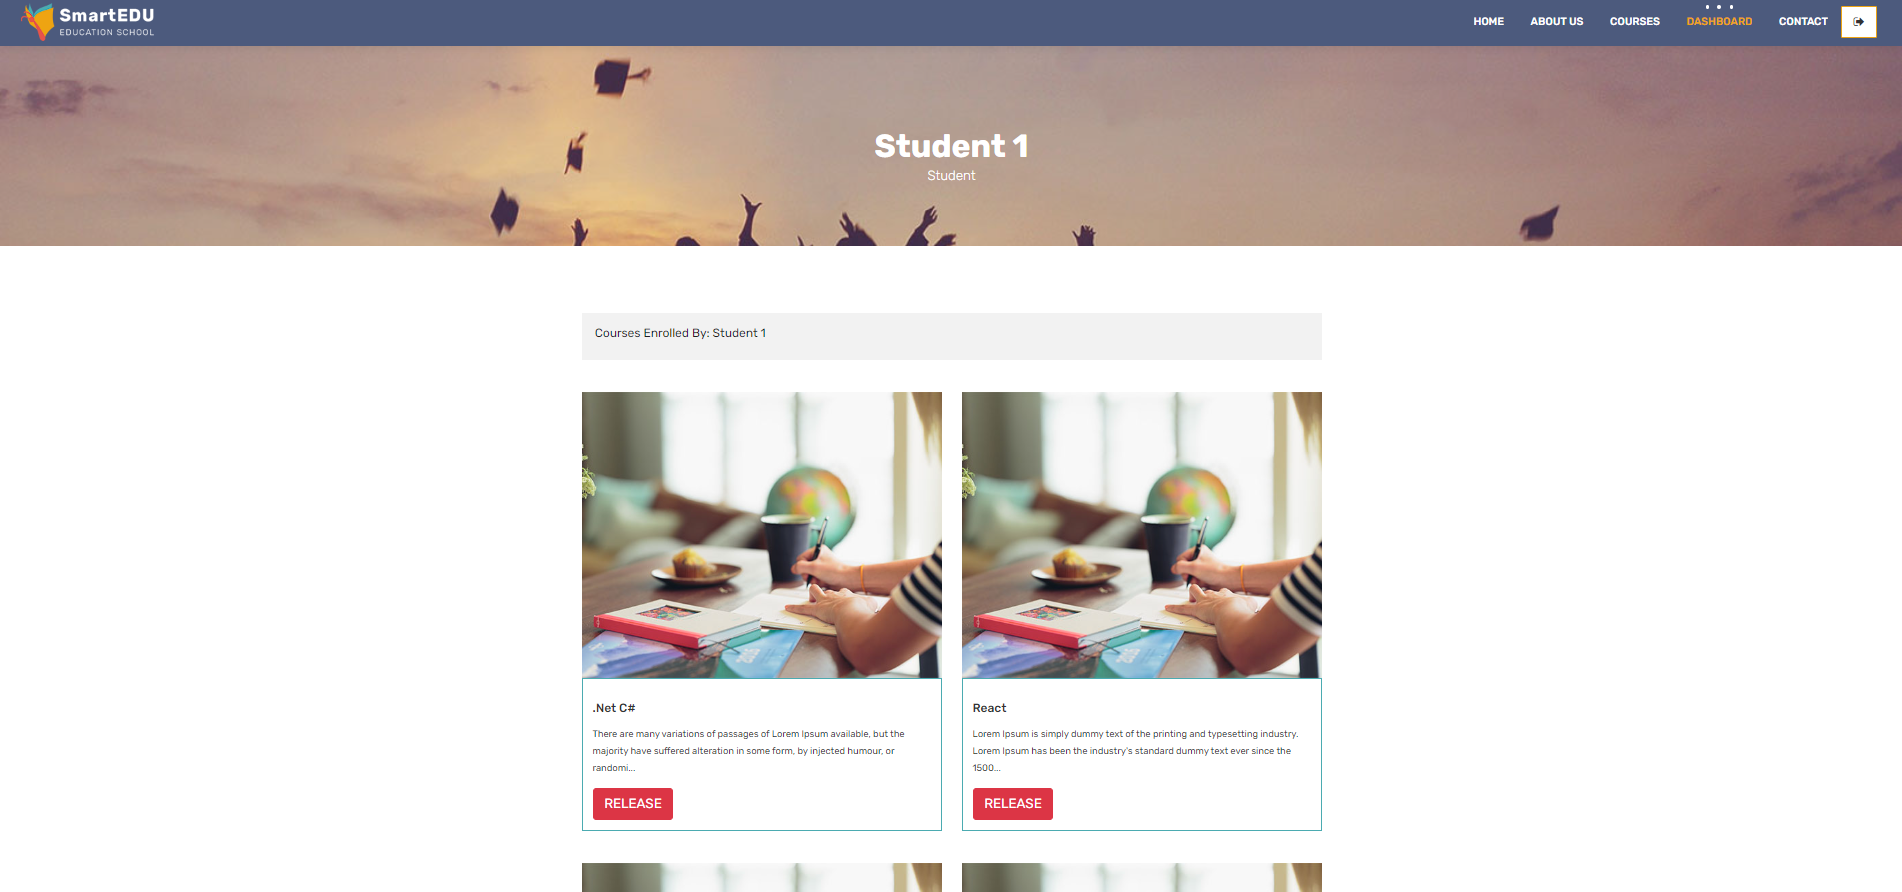 SmartEDU
EDUCATION SCHOOL
HOME
ABOUT US
COURSES
DASHBOARD
CONTACT
Student 1
Student
Courses Enrolled By: Student 1
.Net C#
There are many variations of passages of Lorem Ipsum available, but the
majority have suffered alteration in some form, by injected humour, or
randomi...
RELEASE
React
Lorem Ipsum is simply dummy text of the printing and typesetting industry.
Lorem Ipsum has been the industry's standard dummy text ever since the
1500...
RELEASE